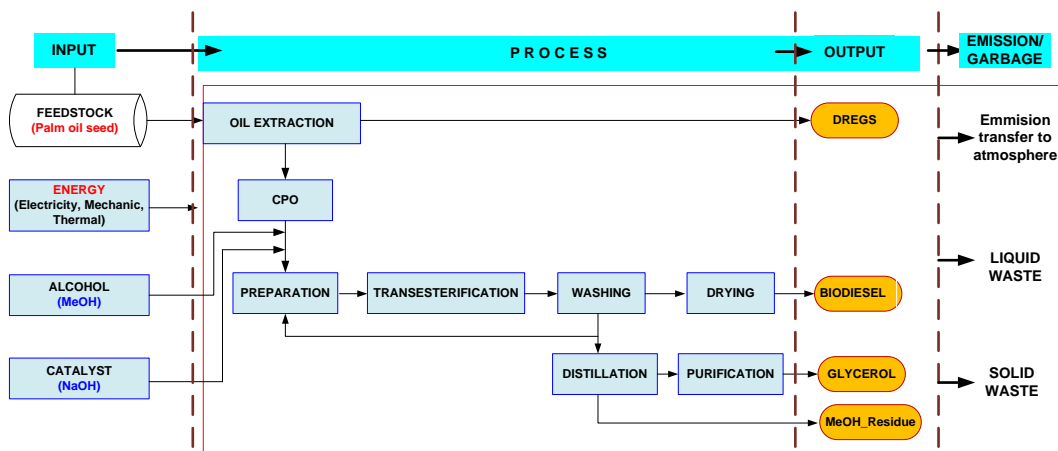 INPUT
P R O C E S S
OUTPUT
EMISSION/
GARBAGE
FEEDSTOCK
(Palm oil seed)
OIL EXTRACTION
DREGS
Emmision
transfer to
atmosphere
ENERGY
(Electricity, Mechanic,
Thermal)
CPO
ALCOHOL
(MeOH)
PREPARATION
TRANSESTERIFICATION
WASHING
DRYING
BIODIESEL
LIQUID
WASTE
CATALYST
(NaOH)
DISTILLATION
PURIFICATION
GLYCEROL
SOLID
WASTE
MeOH_Residue